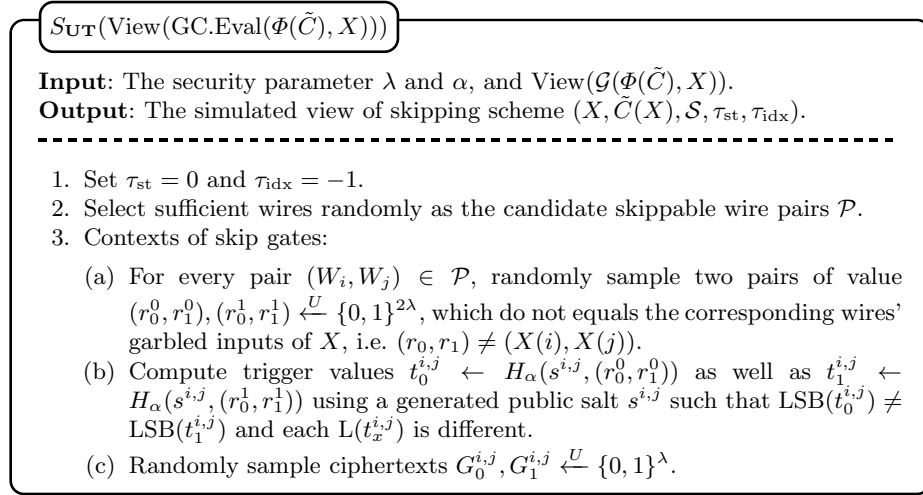 S_UT(View(GC.Eval(Φ(C̃), X)))
Input: The security parameter λ and α, and View(𝒢(Φ(C̃), X)).
Output: The simulated view of skipping scheme (X, C̃(X), 𝒮, τ_st, τ_idx).
1. Set τ_st = 0 and τ_idx = −1.
2. Select sufficient wires randomly as the candidate skippable wire pairs 𝒫.
3. Contexts of skip gates:
(a) For every pair (W_i, W_j) ∈ 𝒫, randomly sample two pairs of value
(r_0^0, r_1^0), (r_0^1, r_1^1) ←^U {0, 1}^{2λ}, which do not equals the corresponding wires'
garbled inputs of X, i.e. (r_0, r_1) ≠ (X(i), X(j)).
(b) Compute trigger values t_0^{i,j} ← H_α(s^{i,j}, (r_0^0, r_1^0)) as well as t_1^{i,j} ←
H_α(s^{i,j}, (r_0^1, r_1^1)) using a generated public salt s^{i,j} such that LSB(t_0^{i,j}) ≠
LSB(t_1^{i,j}) and each L(t_x^{i,j}) is different.
(c) Randomly sample ciphertexts G_0^{i,j}, G_1^{i,j} ←^U {0, 1}^λ.